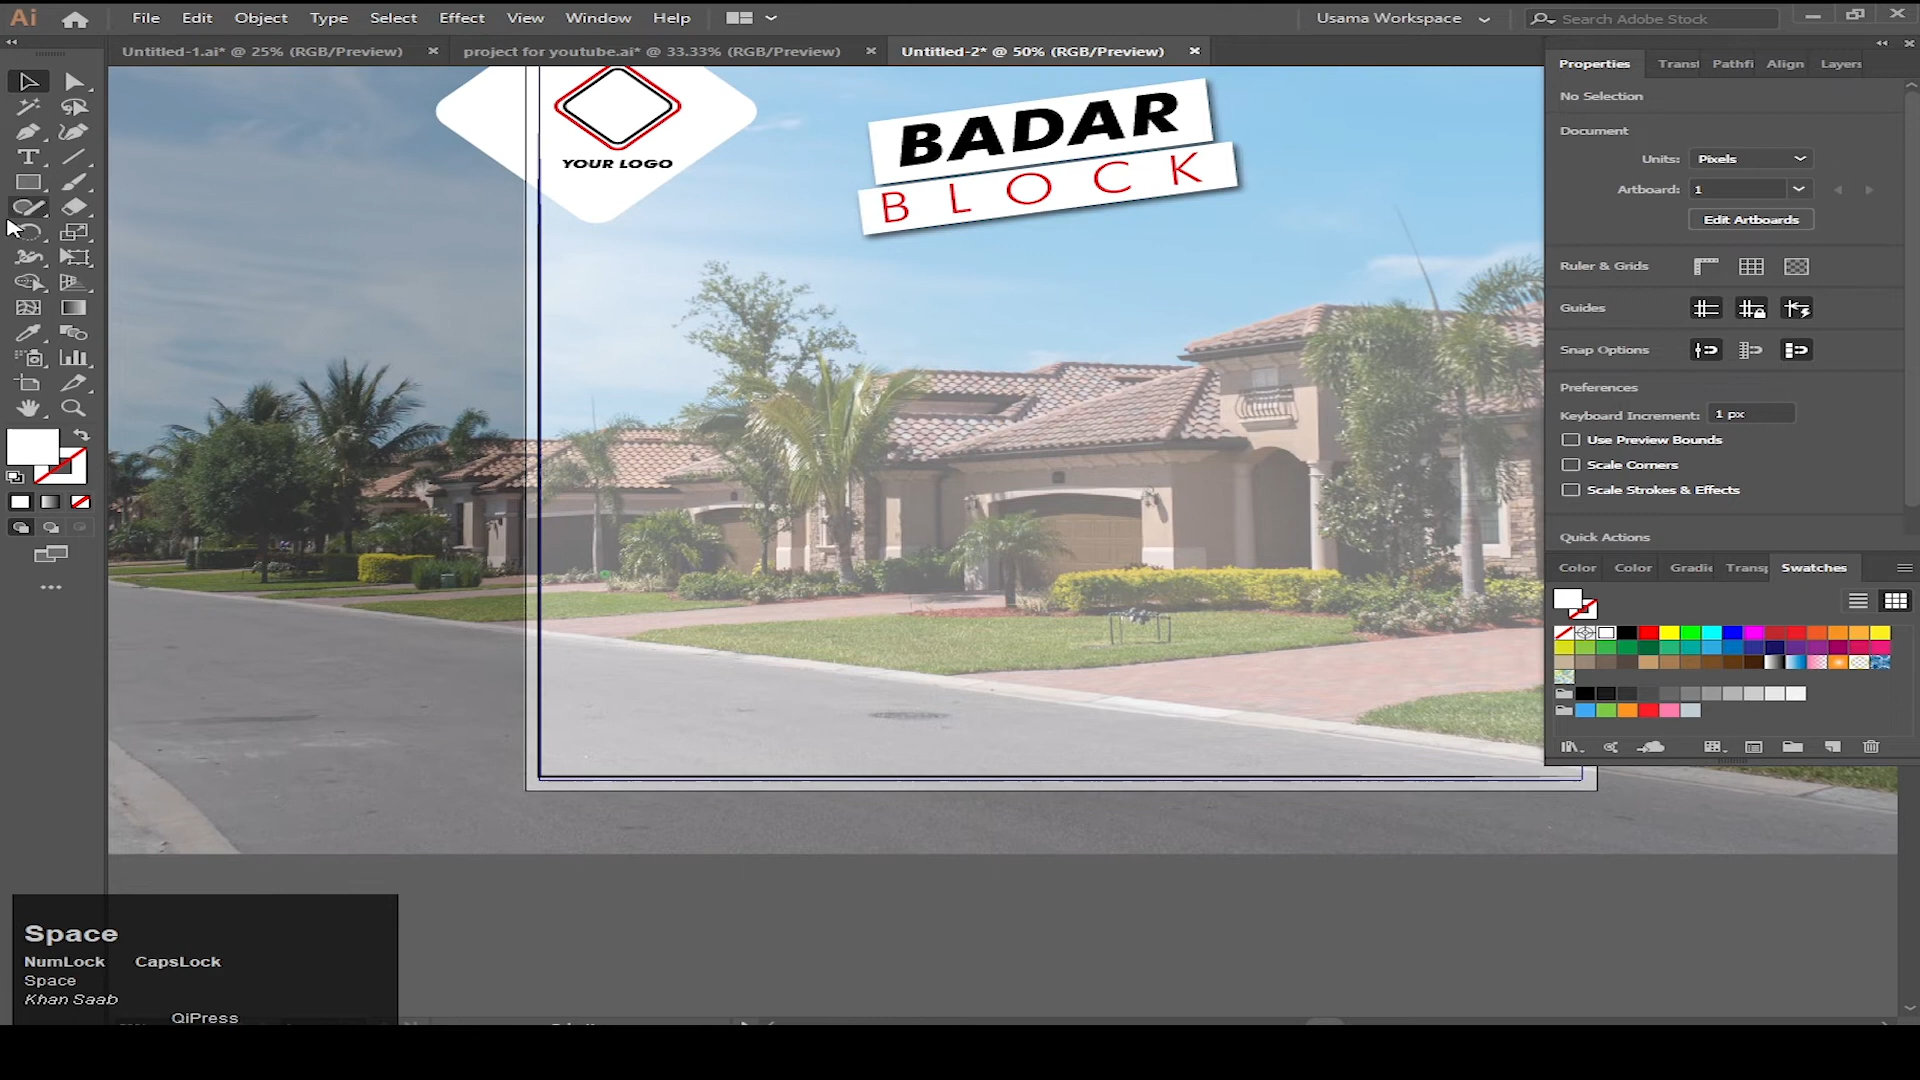 Ai File Edit Object Type Select Effect View Window Help Usama Workspace Search Adobe Stock
Untitled-1.ai* @ 25% (RGB/Preview) project for youtube.ai* @ 33.33% (RGB/Preview) Untitled-2* @ 50% (RGB/Preview)
Properties Transf Pathfi Align Layers
No Selection
Document
Units: Pixels
Artboard: 1
Edit Artboards
Ruler & Grids
Guides
Snap Options
Preferences
Keyboard Increment: 1 px
Use Preview Bounds
Scale Corners
Scale Strokes & Effects
Quick Actions
Color Color Gradie Transp Swatches
YOUR LOGO
BADAR
BLOCK
Space
NumLock CapsLock
Space
Khan Saab
QiPress